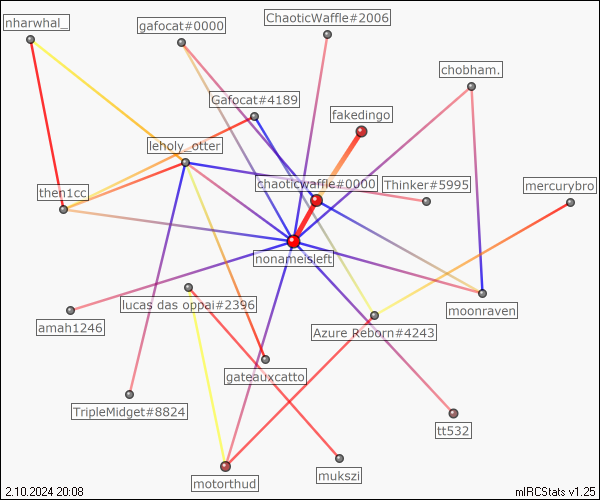 ChaoticWaffle#2006
nharwhal_
gafocat#0000
chobham.
Gafocat#4189
fakedingo
leholy_otter
chaoticwaffle#0000
Thinker#5995
mercurybro
then1cc
nonameisleft
lucas das oppai#2396
moonraven
amah1246
Azure Reborn#4243
gateauxcatto
TripleMidget#8824
tt532
mukszi
motorthud
2.10.2024 20:08
mIRCStats v1.25